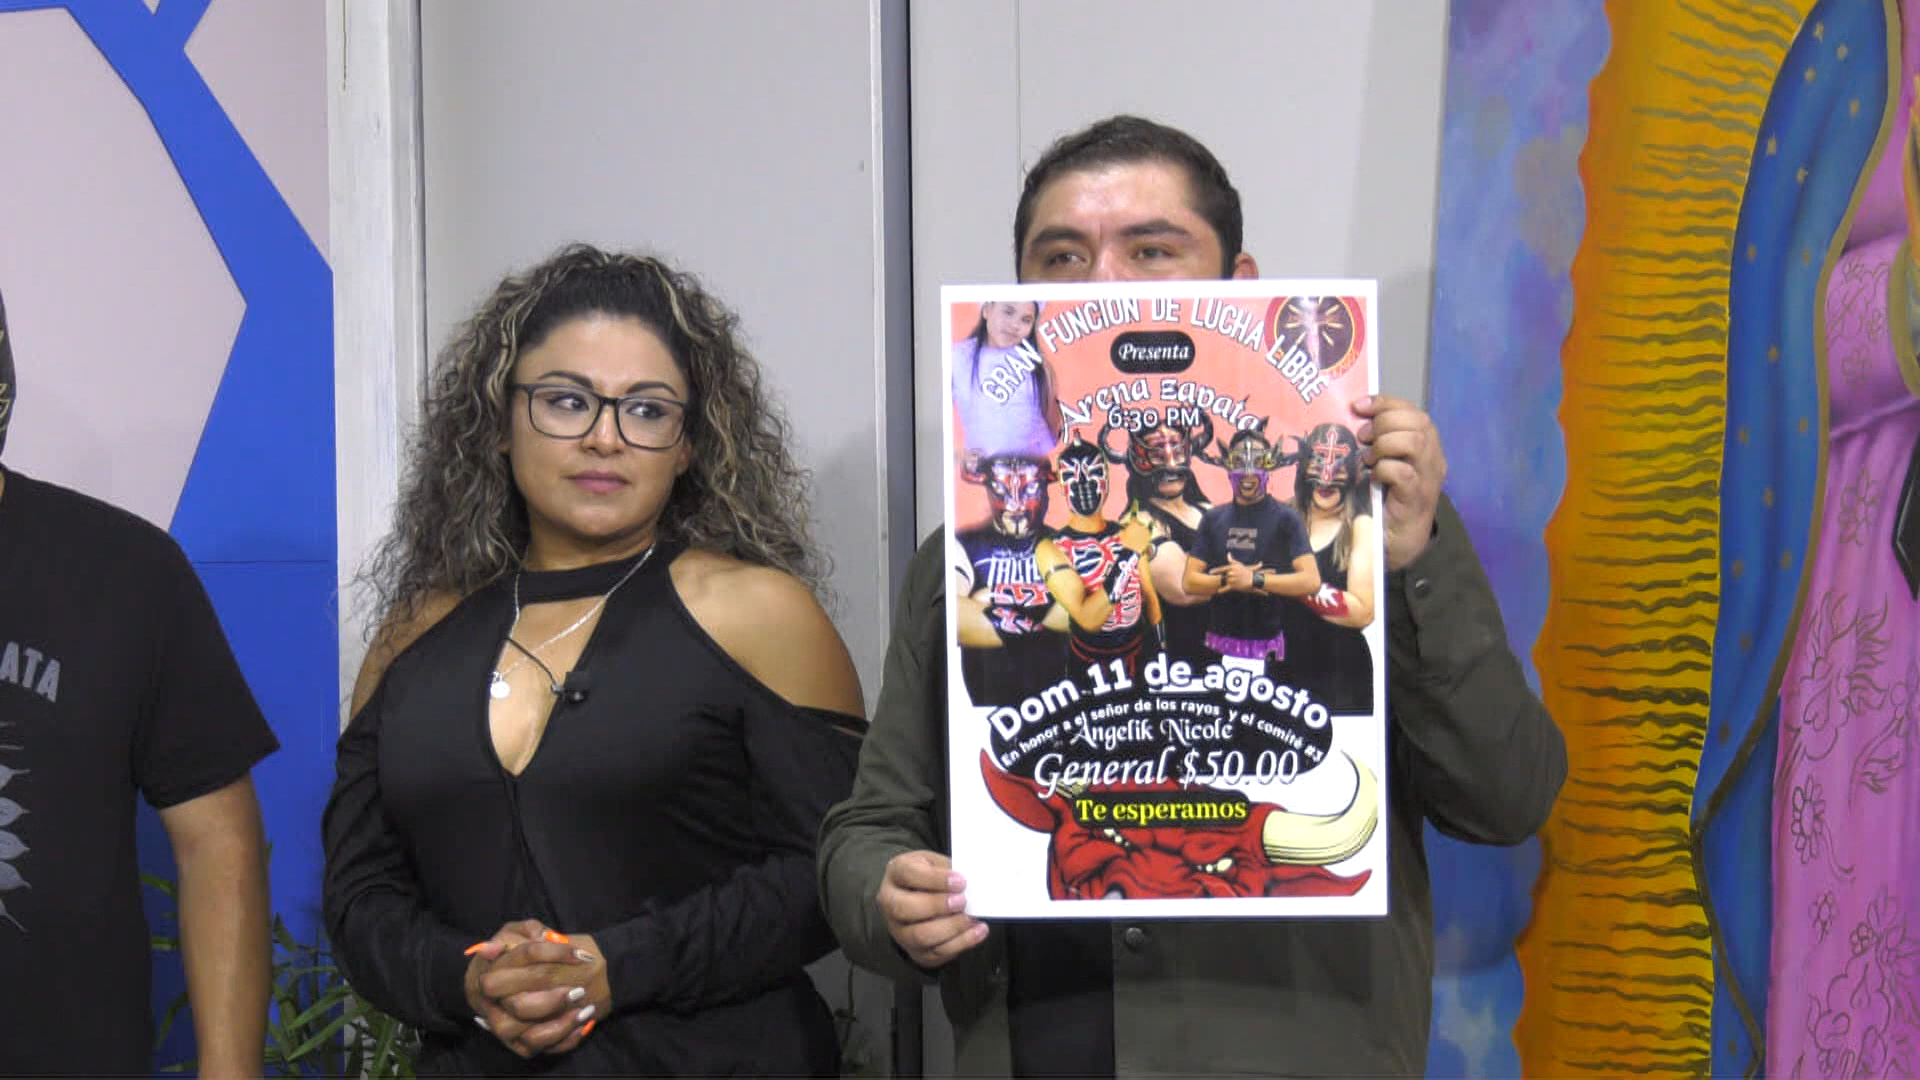 GRAN FUNCION DE LUCHA LIBRE
Presenta
Arena Zapata
6:30 PM
Dom 11 de agosto
En honor a el señor de los rayos y el comité #3
Angelik Nicole
General $50.00
Te esperamos
ATA